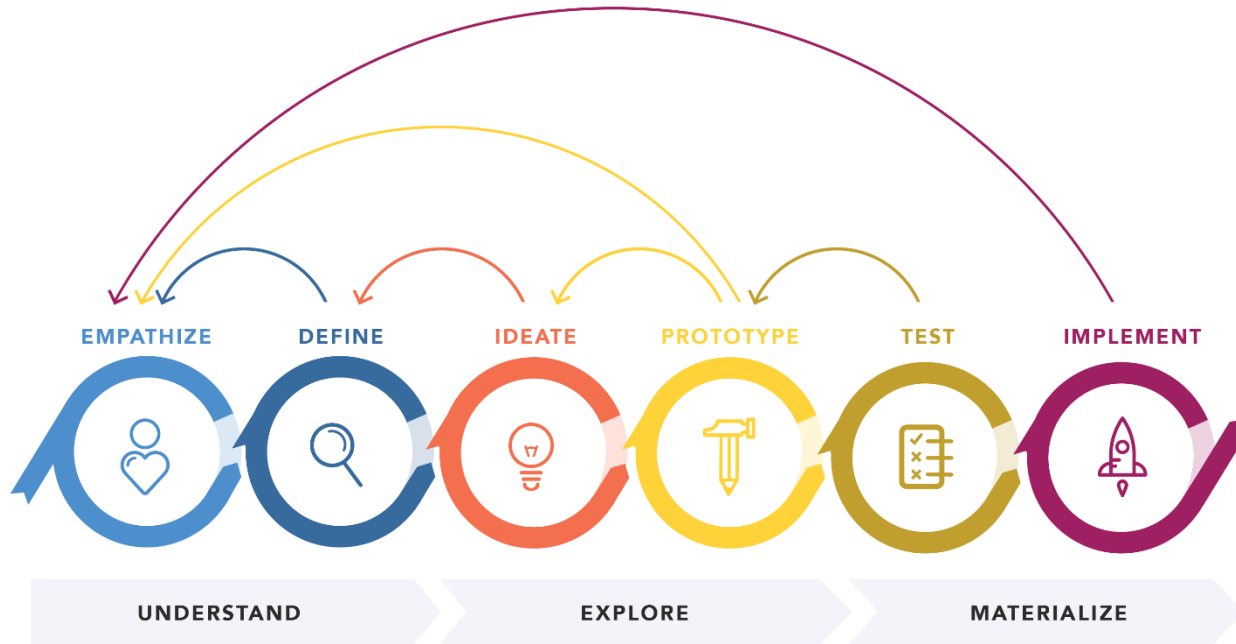 EMPATHIZE DEFINE IDEATE PROTOTYPE TEST IMPLEMENT
UNDERSTAND EXPLORE MATERIALIZE